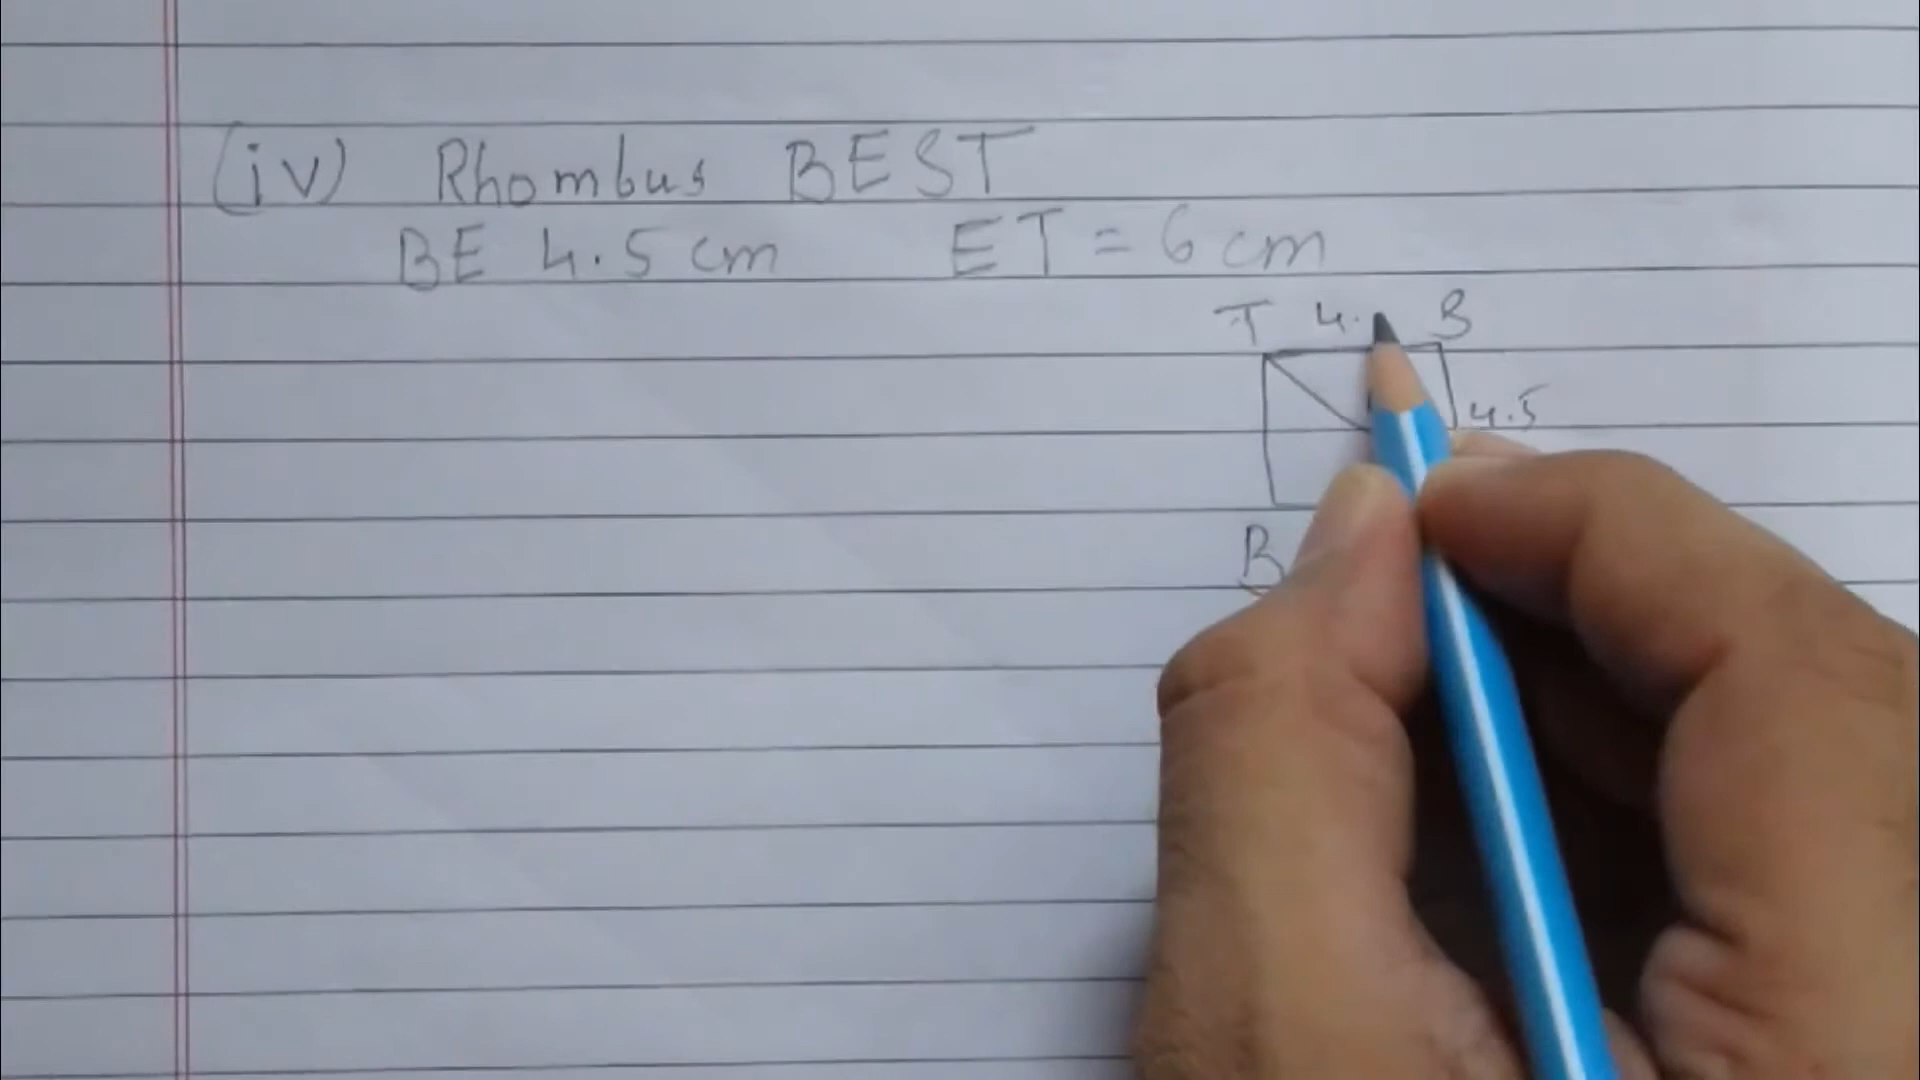 (iv) Rhombus BEST
BE 4.5 cm ET = 6 cm
T 4. B
4.5
B